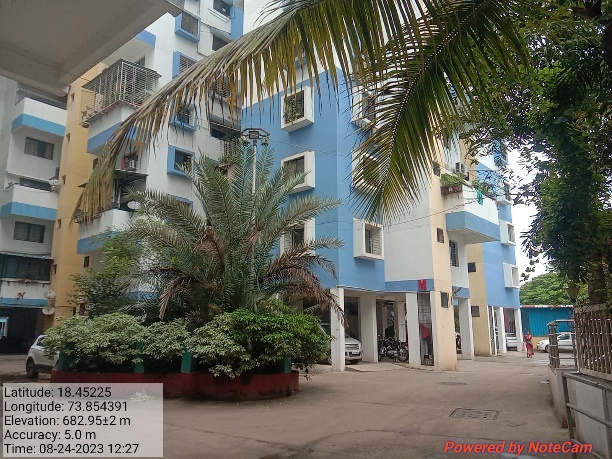 M
Latitude: 18.45225
Longitude: 73.854391
Elevation: 682.95±2 m
Accuracy: 5.0 m
Time: 08-24-2023 12:27
Powered by NoteCam